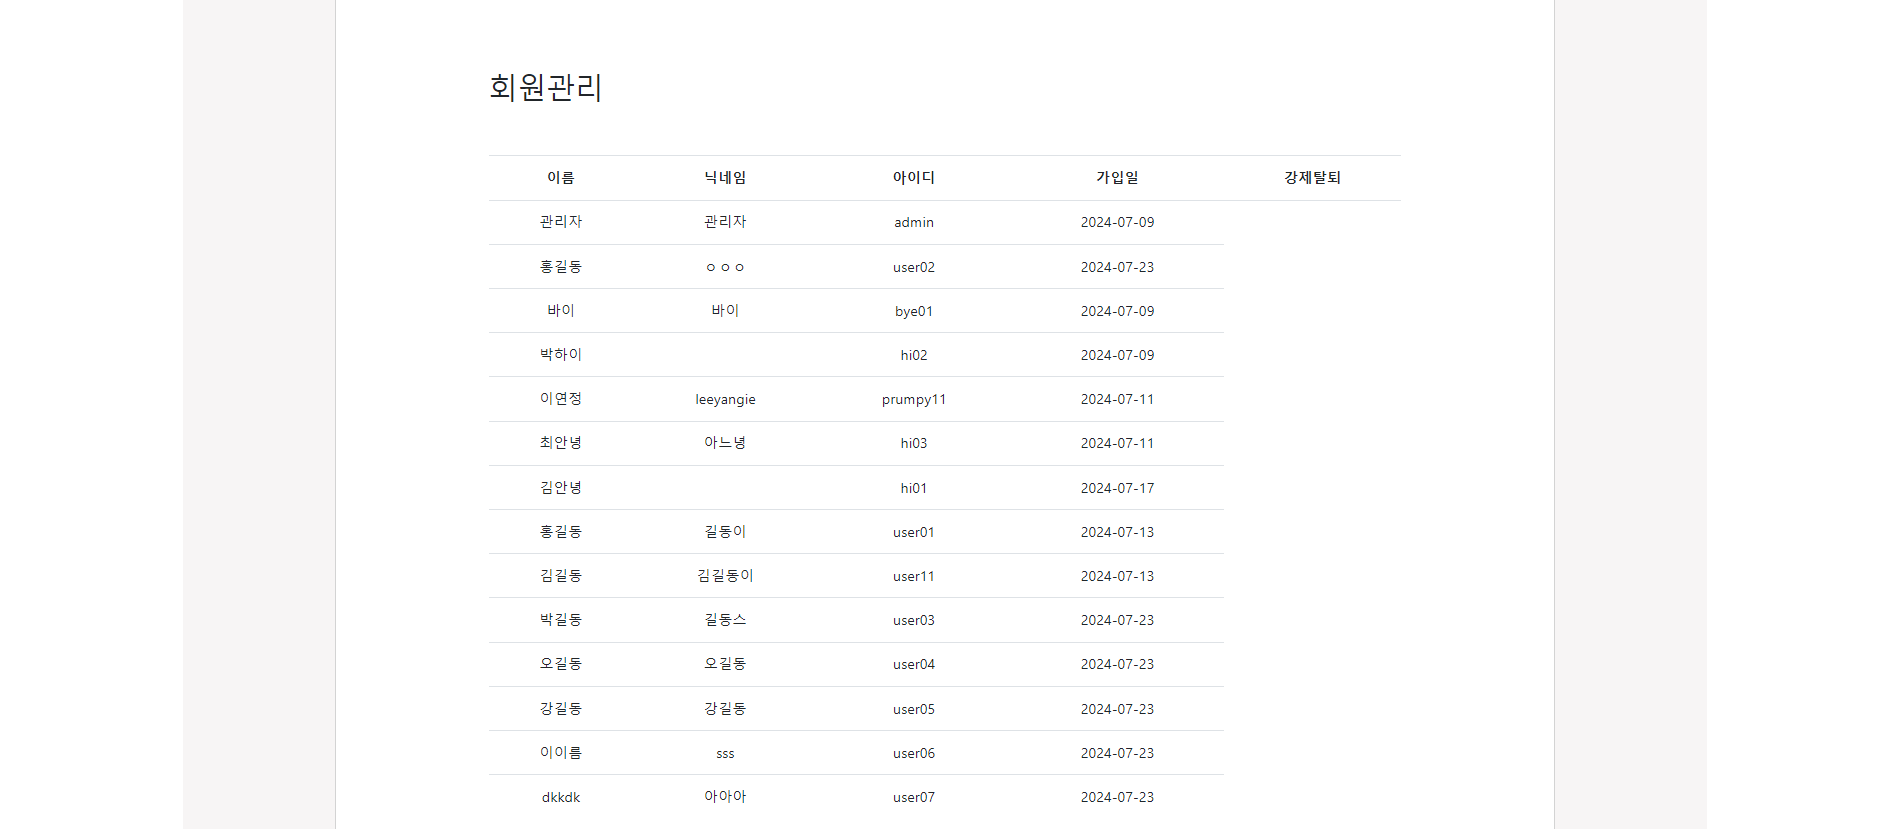 회원관리
이름 닉네임 아이디 가입일 강제탈퇴
관리자 관리자 admin 2024-07-09
홍길동 ㅇㅇㅇ user02 2024-07-23
바이 바이 bye01 2024-07-09
박하이 hi02 2024-07-09
이연정 leeyangie prumpy11 2024-07-11
최안녕 아느녕 hi03 2024-07-11
김안녕 hi01 2024-07-17
홍길동 길동이 user01 2024-07-13
김길동 김길동이 user11 2024-07-13
박길동 길동스 user03 2024-07-23
오길동 오길동 user04 2024-07-23
강길동 강길동 user05 2024-07-23
이이름 sss user06 2024-07-23
dkkdk 아아아 user07 2024-07-23